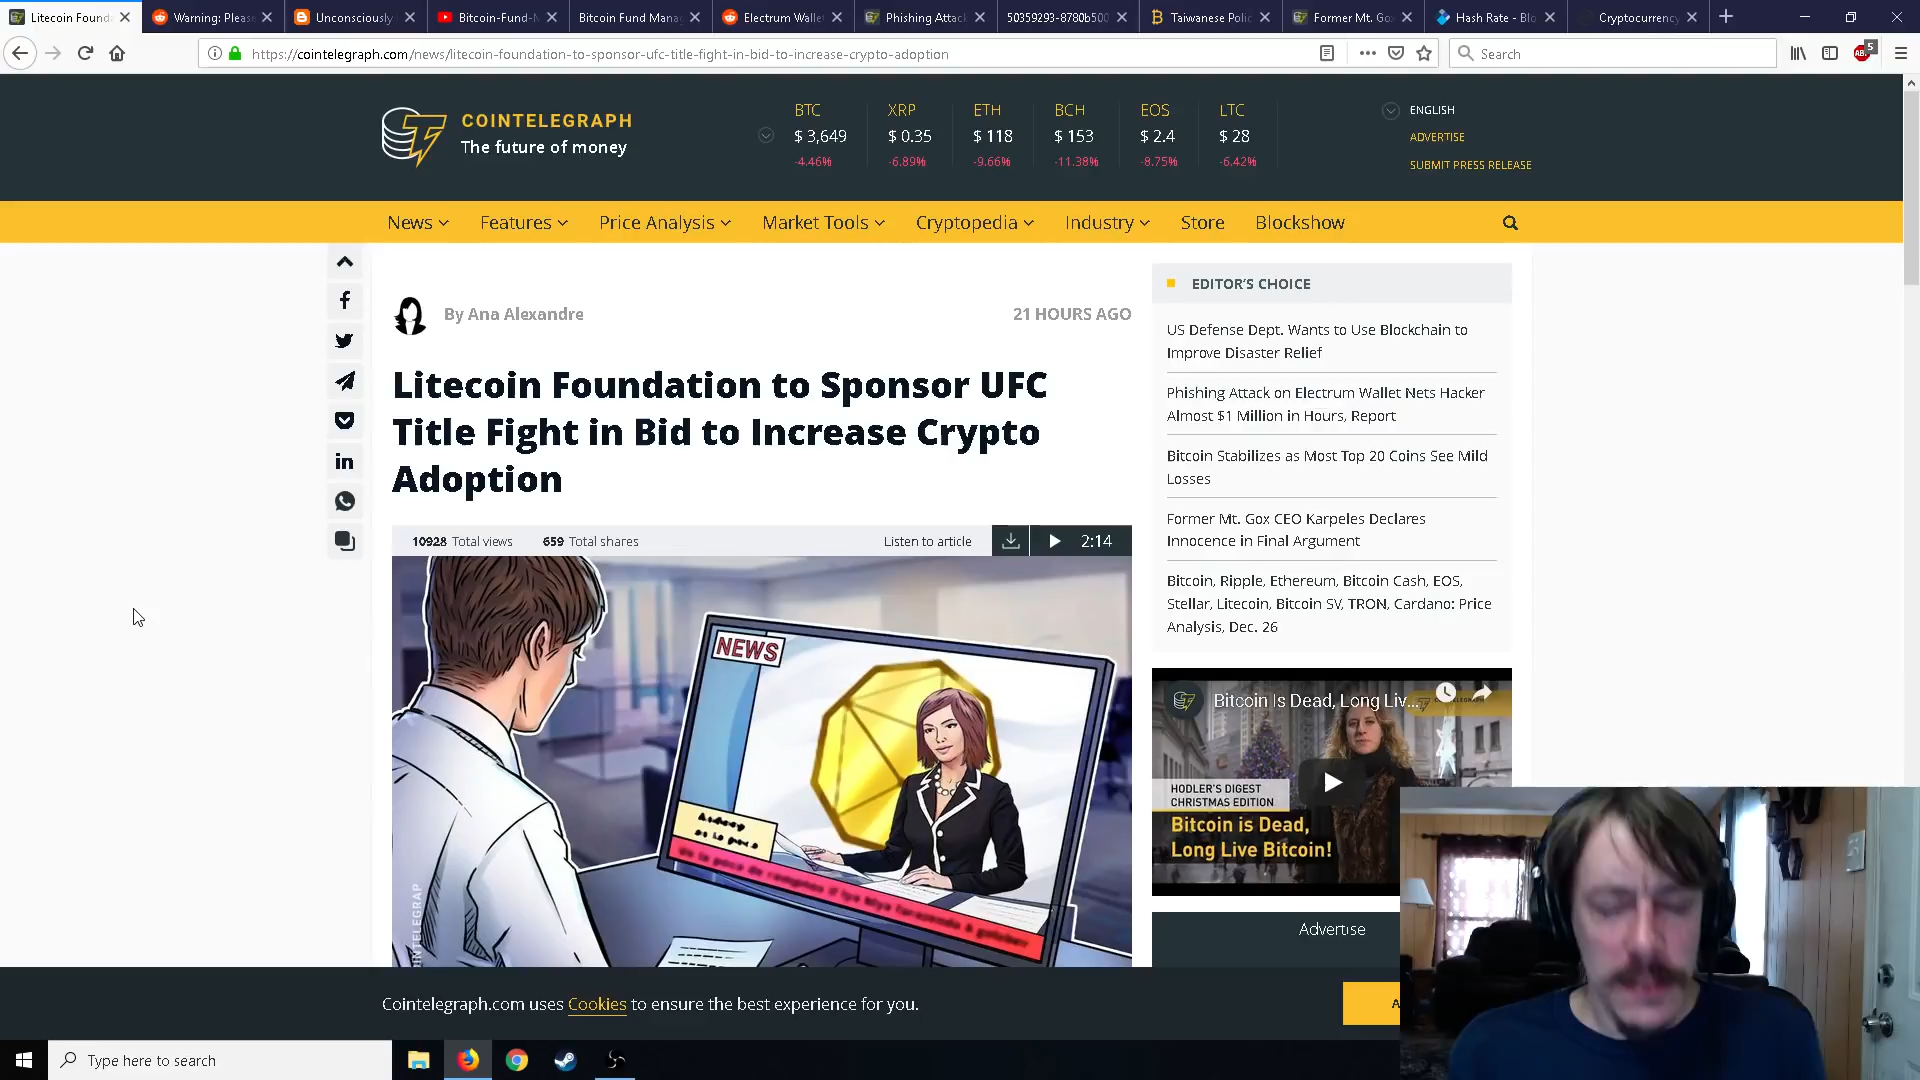 Litecoin Founda
Warning: Please
Unconsciously
Bitcoin-Fund-M
Bitcoin Fund Mana
Electrum Wallet
Phishing Attack
50359293-8780b500
Taiwanese Polic
Former Mt. Gox
Hash Rate - Blo
Cryptocurrency
https://cointelegraph.com/news/litecoin-foundation-to-sponsor-ufc-title-fight-in-bid-to-increase-crypto-adoption
Search
5
COINTELEGRAPH
The future of money
BTC
$ 3,649
-4.46%
XRP
$ 0.35
-6.89%
ETH
$ 118
-9.66%
BCH
$ 153
-11.38%
EOS
$ 2.4
-8.75%
LTC
$ 28
-6.42%
ENGLISH
ADVERTISE
SUBMIT PRESS RELEASE
News
Features
Price Analysis
Market Tools
Cryptopedia
Industry
Store
Blockshow
By Ana Alexandre
21 HOURS AGO
Litecoin Foundation to Sponsor UFC
Title Fight in Bid to Increase Crypto
Adoption
10928 Total views
659 Total shares
Listen to article
2:14
NEWS
EDITOR'S CHOICE
US Defense Dept. Wants to Use Blockchain to
Improve Disaster Relief
Phishing Attack on Electrum Wallet Nets Hacker
Almost $1 Million in Hours, Report
Bitcoin Stabilizes as Most Top 20 Coins See Mild
Losses
Former Mt. Gox CEO Karpeles Declares
Innocence in Final Argument
Bitcoin, Ripple, Ethereum, Bitcoin Cash, EOS,
Stellar, Litecoin, Bitcoin SV, TRON, Cardano: Price
Analysis, Dec. 26
Bitcoin Is Dead, Long Liv...
HODLER'S DIGEST
CHRISTMAS EDITION
Bitcoin is Dead,
Long Live Bitcoin!
Advertise
Cointelegraph.com uses Cookies to ensure the best experience for you.
A
Type here to search